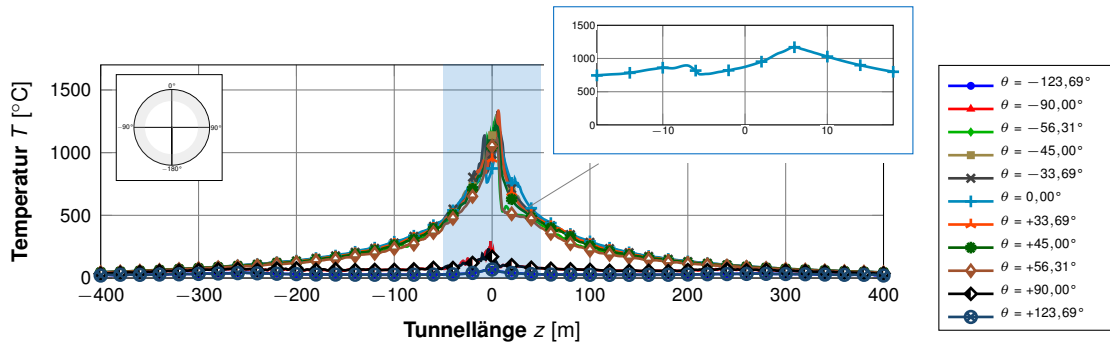 Temperatur T [°C]
1500
1000
500
0
−400
−300
−200
−100
0
100
200
300
400
Tunnellänge z [m]
0°
−90°
90°
−180°
1500
1000
500
0
−10
0
10
θ = −123,69°
θ = −90,00°
θ = −56,31°
θ = −45,00°
θ = −33,69°
θ = 0,00°
θ = +33,69°
θ = +45,00°
θ = +56,31°
θ = +90,00°
θ = +123,69°